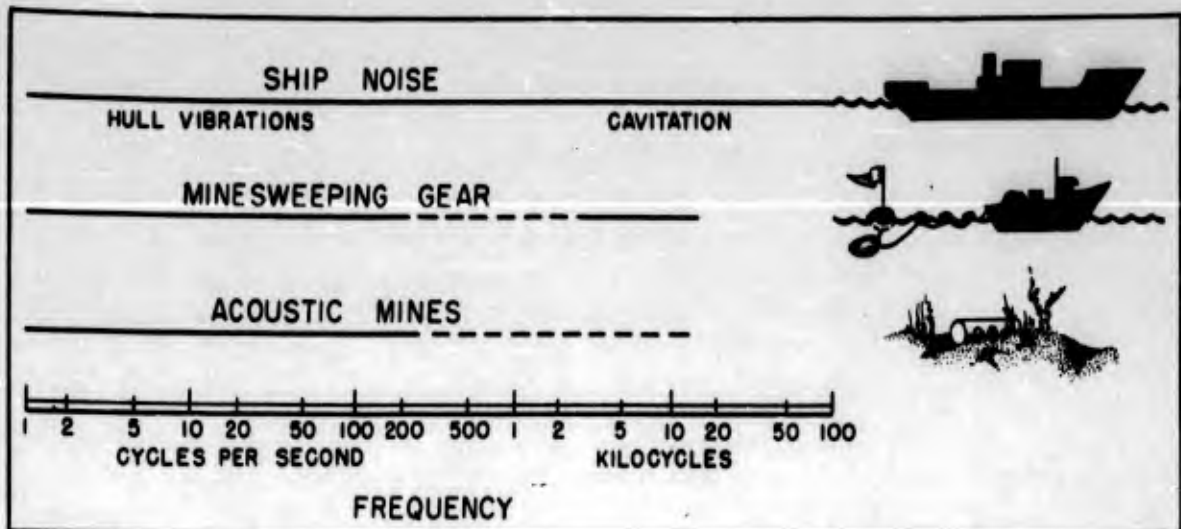 SHIP NOISE
HULL VIBRATIONS CAVITATION
MINESWEEPING GEAR
ACOUSTIC MINES
1 2 5 10 20 50 100 200 500 1 2 5 10 20 50 100
CYCLES PER SECOND KILOCYCLES
FREQUENCY